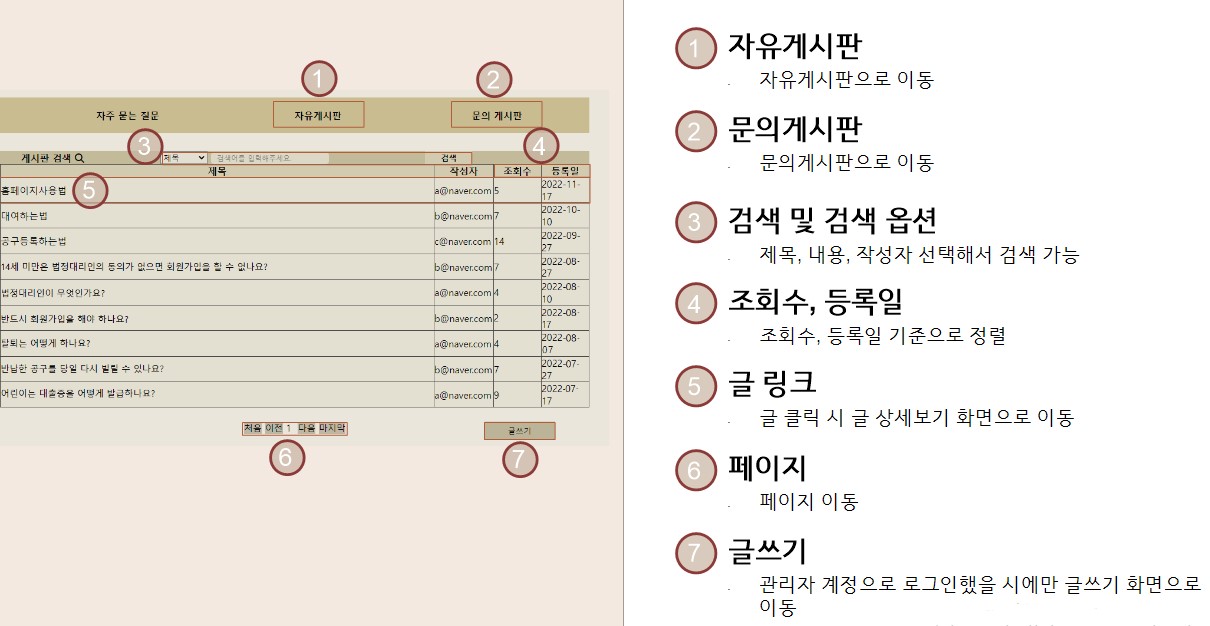 1
2
자주 묻는 질문
자유게시판
문의 게시판
3
4
게시판 검색
제목
검색어를 입력해주세요.
검색
제목
작성자
조회수
등록일
홈페이지사용법
5
a@naver.com
5
2022-11-17
대여하는법
b@naver.com
7
2022-10-10
공구등록하는법
c@naver.com
14
2022-09-27
14세 미만은 법정대리인의 동의가 없으면 회원가입을 할 수 없나요?
b@naver.com
7
2022-08-27
법정대리인이 무엇인가요?
a@naver.com
4
2022-08-10
반드시 회원가입을 해야 하나요?
b@naver.com
2
2022-08-17
탈퇴는 어떻게 하나요?
a@naver.com
4
2022-08-07
반납한 공구를 당일 다시 빌릴 수 있나요?
b@naver.com
7
2022-07-27
어린이는 대출증을 어떻게 발급하나요?
a@naver.com
9
2022-07-17
처음 이전 1 다음 마지막
글쓰기
6
7
1 자유게시판
자유게시판으로 이동
2 문의게시판
문의게시판으로 이동
3 검색 및 검색 옵션
제목, 내용, 작성자 선택해서 검색 가능
4 조회수, 등록일
조회수, 등록일 기준으로 정렬
5 글 링크
글 클릭 시 글 상세보기 화면으로 이동
6 페이지
페이지 이동
7 글쓰기
관리자 계정으로 로그인했을 시에만 글쓰기 화면으로
이동